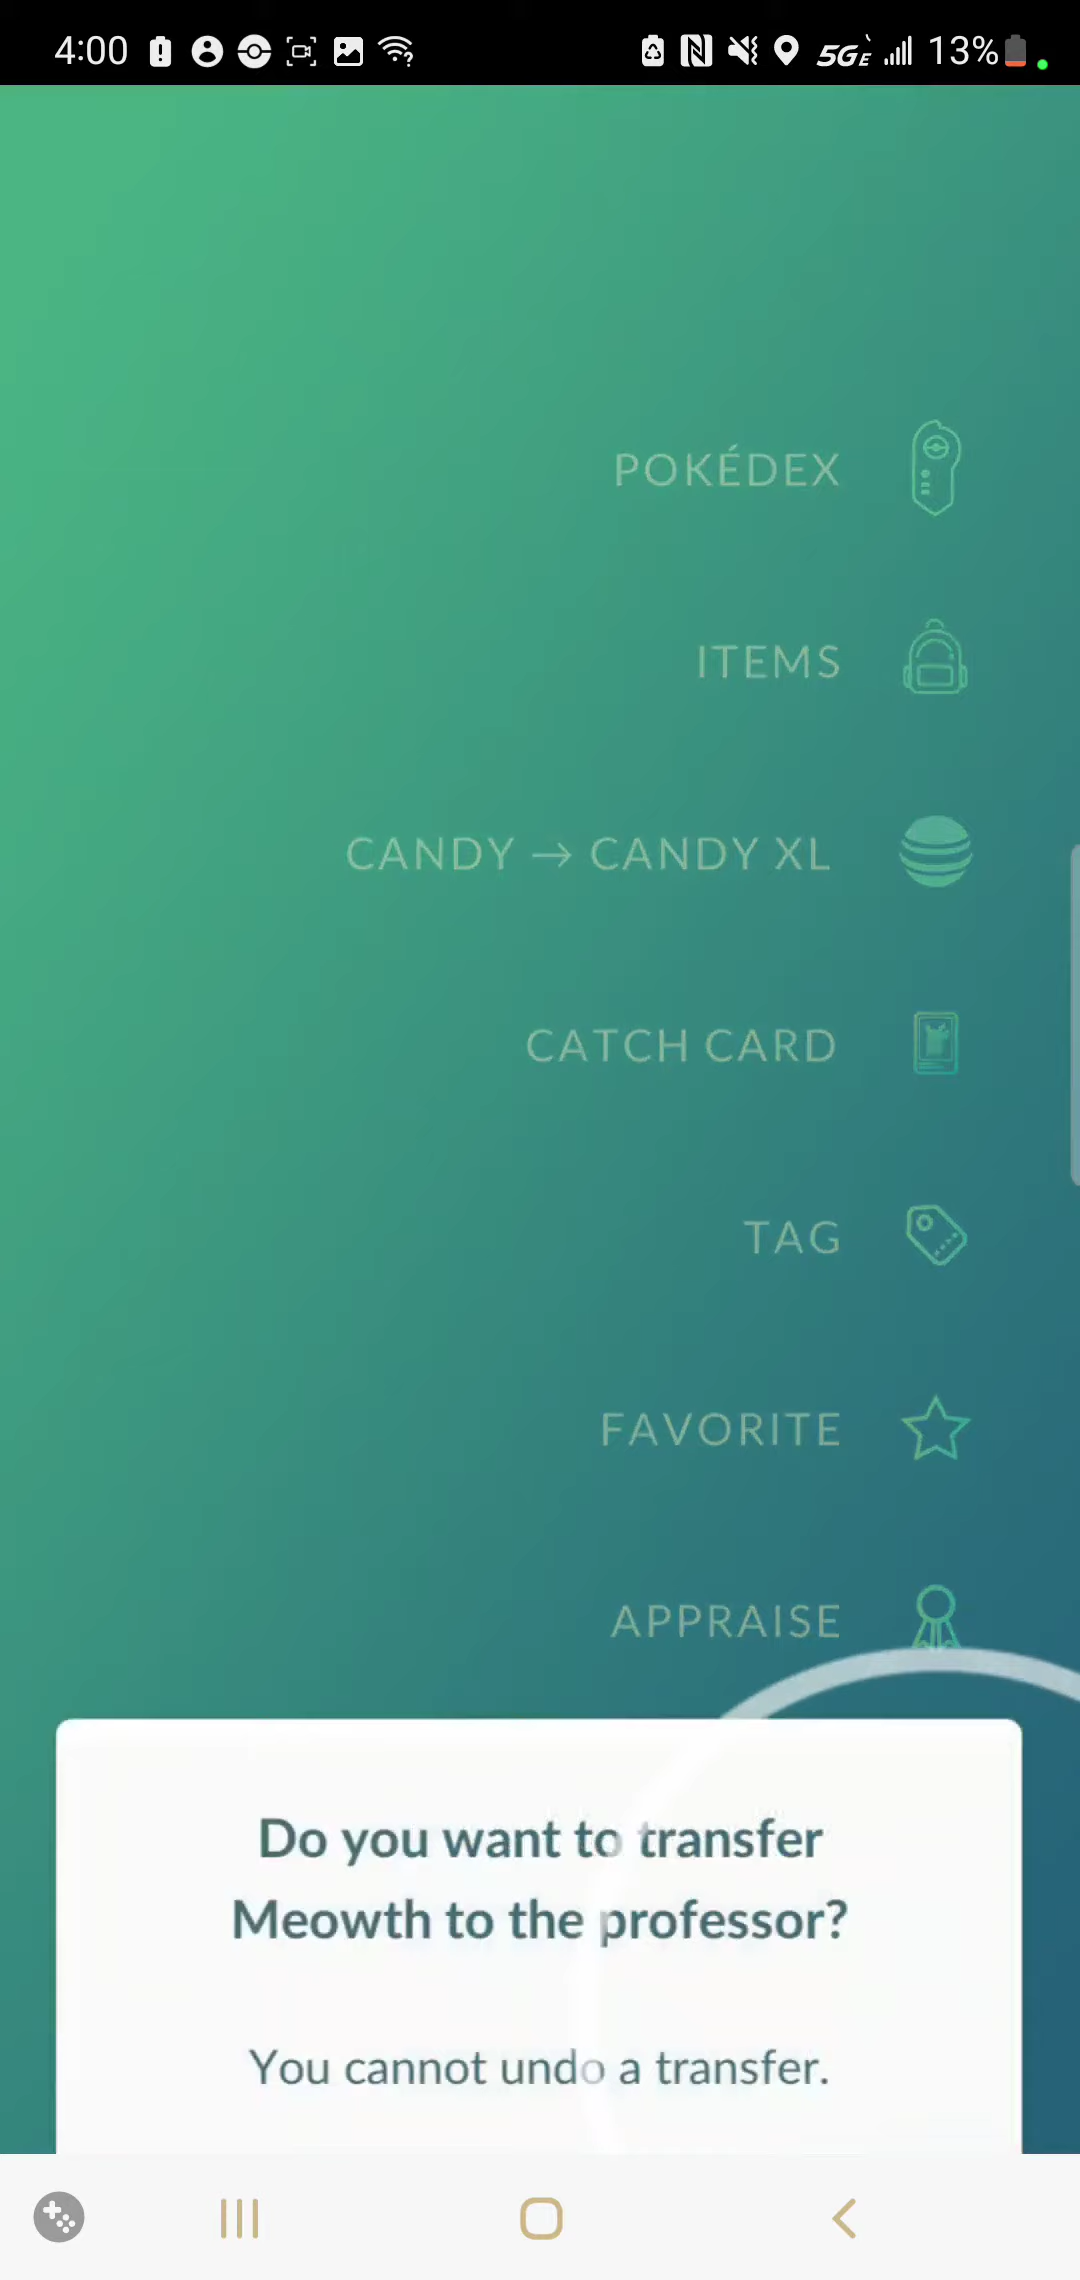 4:00
5GE 13%
POKÉDEX
ITEMS
CANDY → CANDY XL
CATCH CARD
TAG
FAVORITE
APPRAISE
Do you want to transfer
Meowth to the professor?
You cannot undo a transfer.